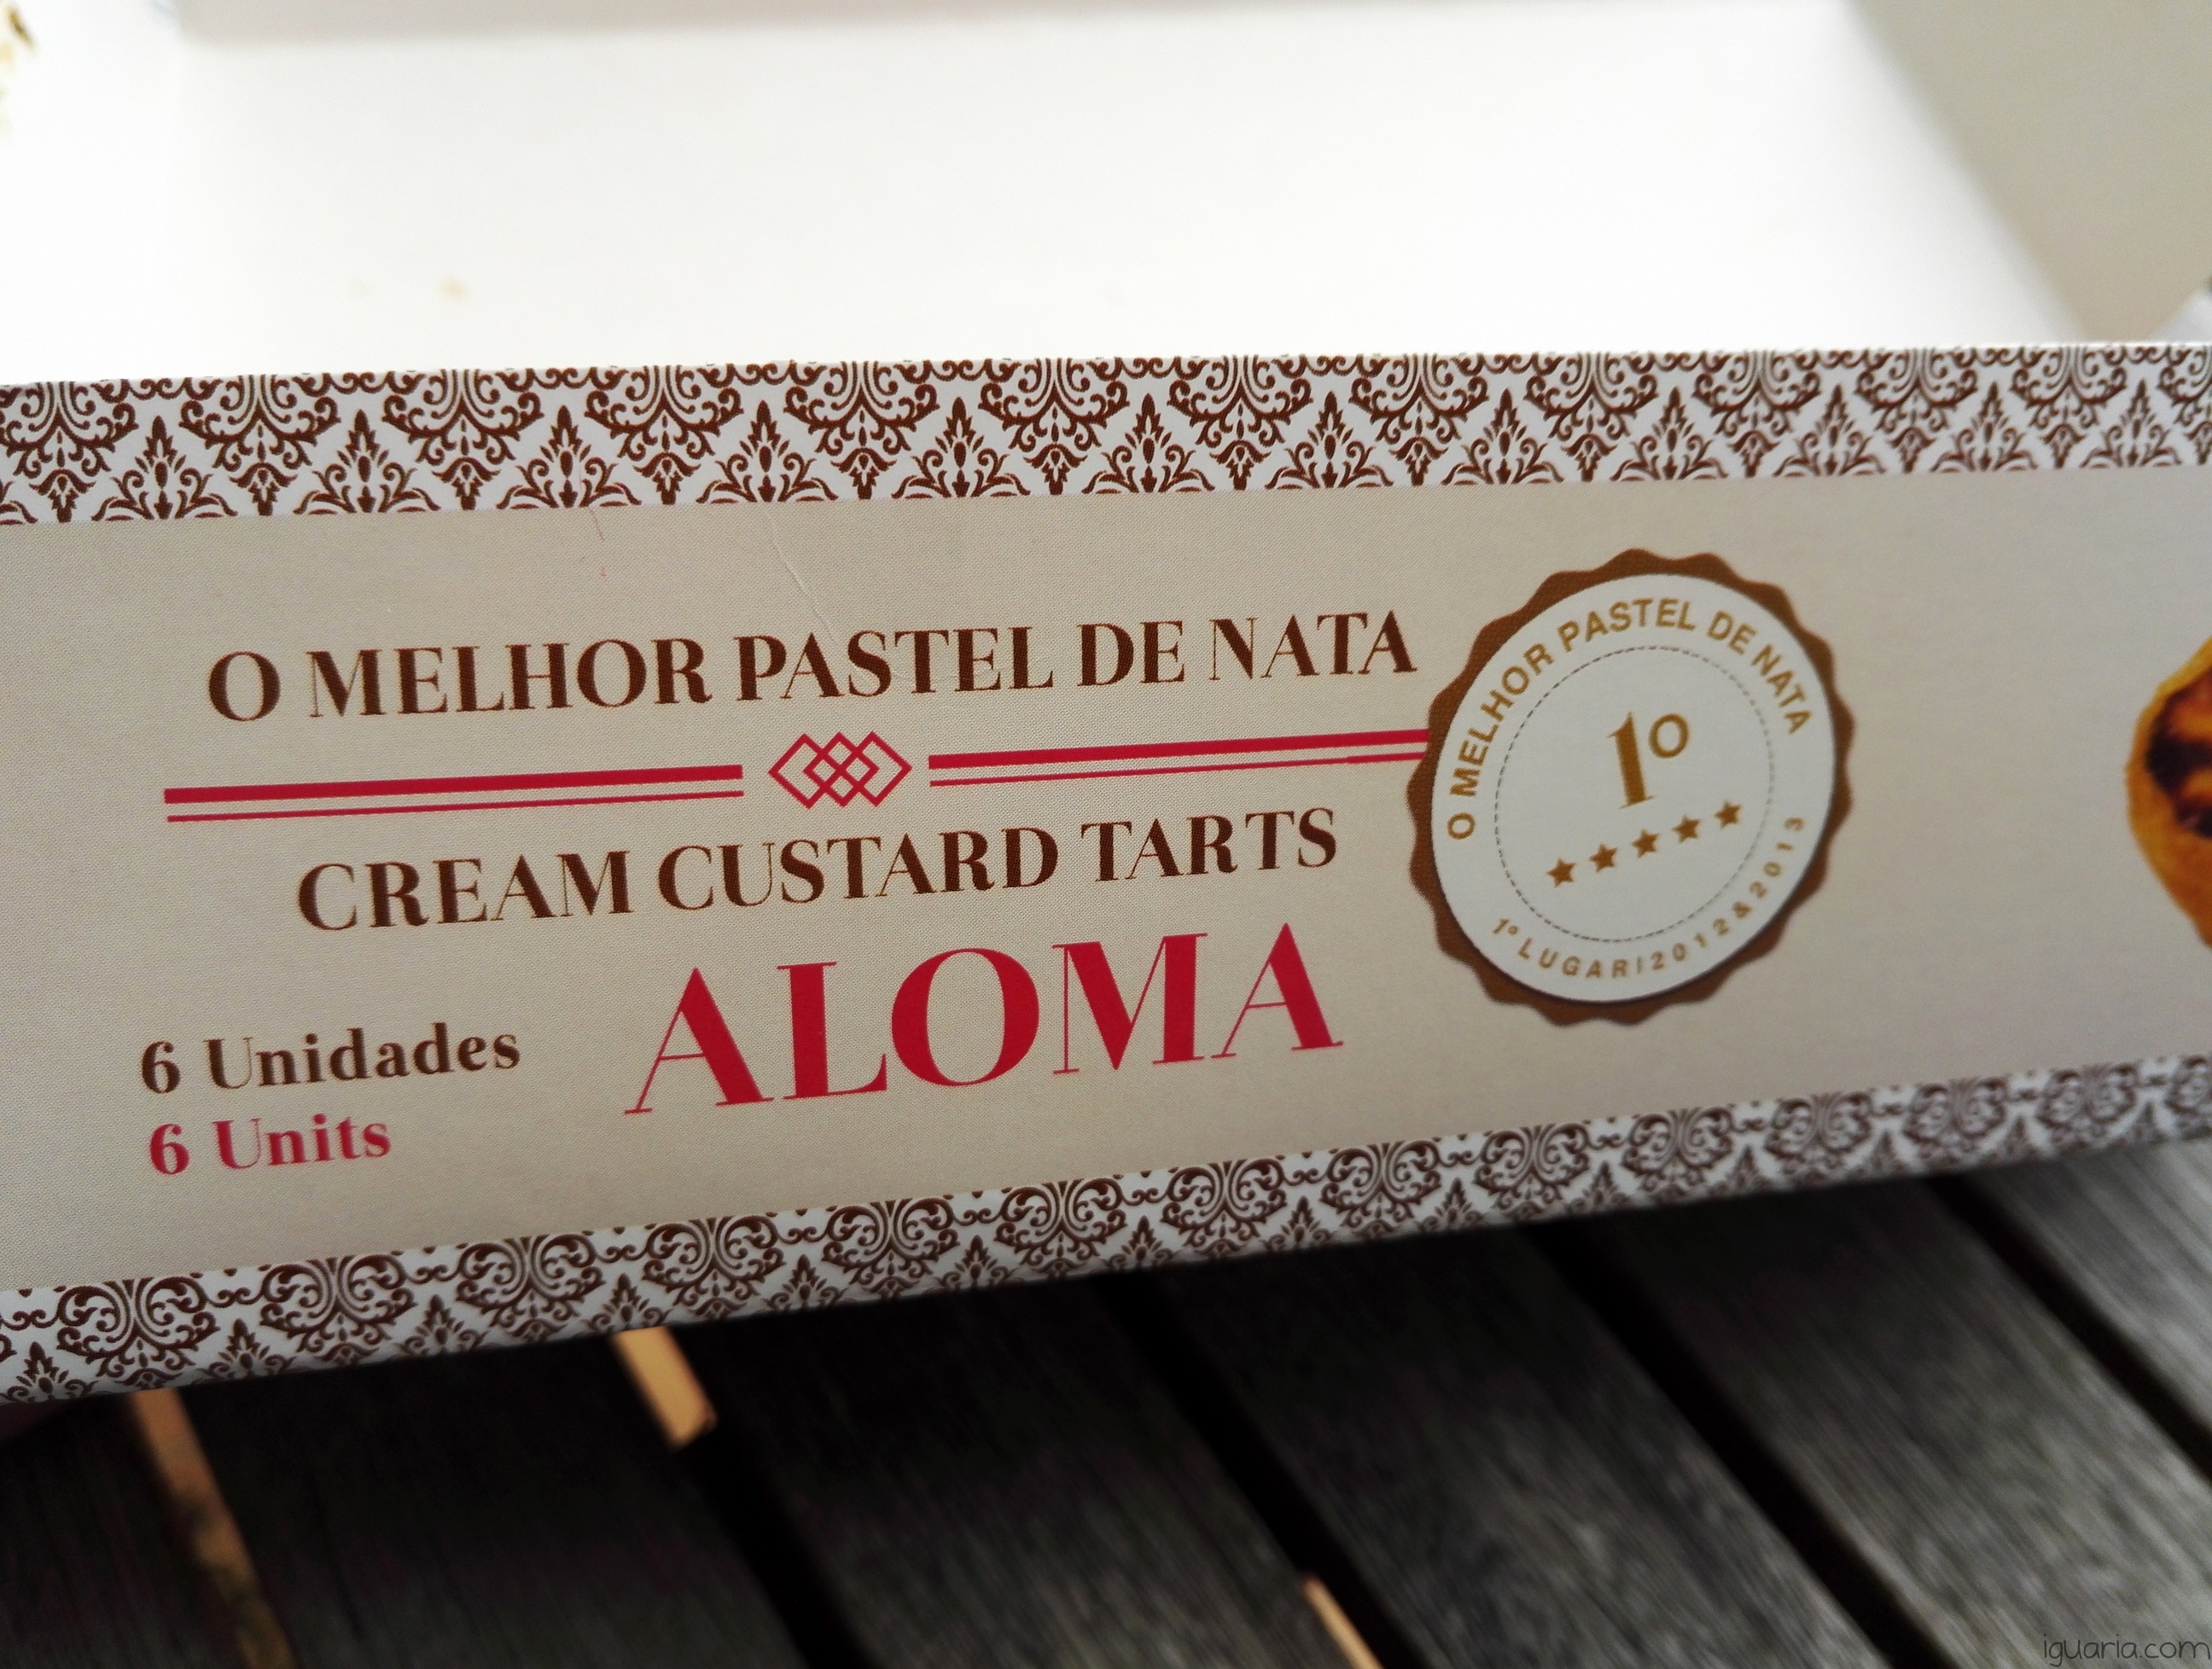 O MELHOR PASTEL DE NATA
CREAM CUSTARD TARTS
ALOMA
6 Unidades
6 Units
O MELHOR PASTEL DE NATA
1º
1º LUGAR | 2012 & 2013
iguaria.com